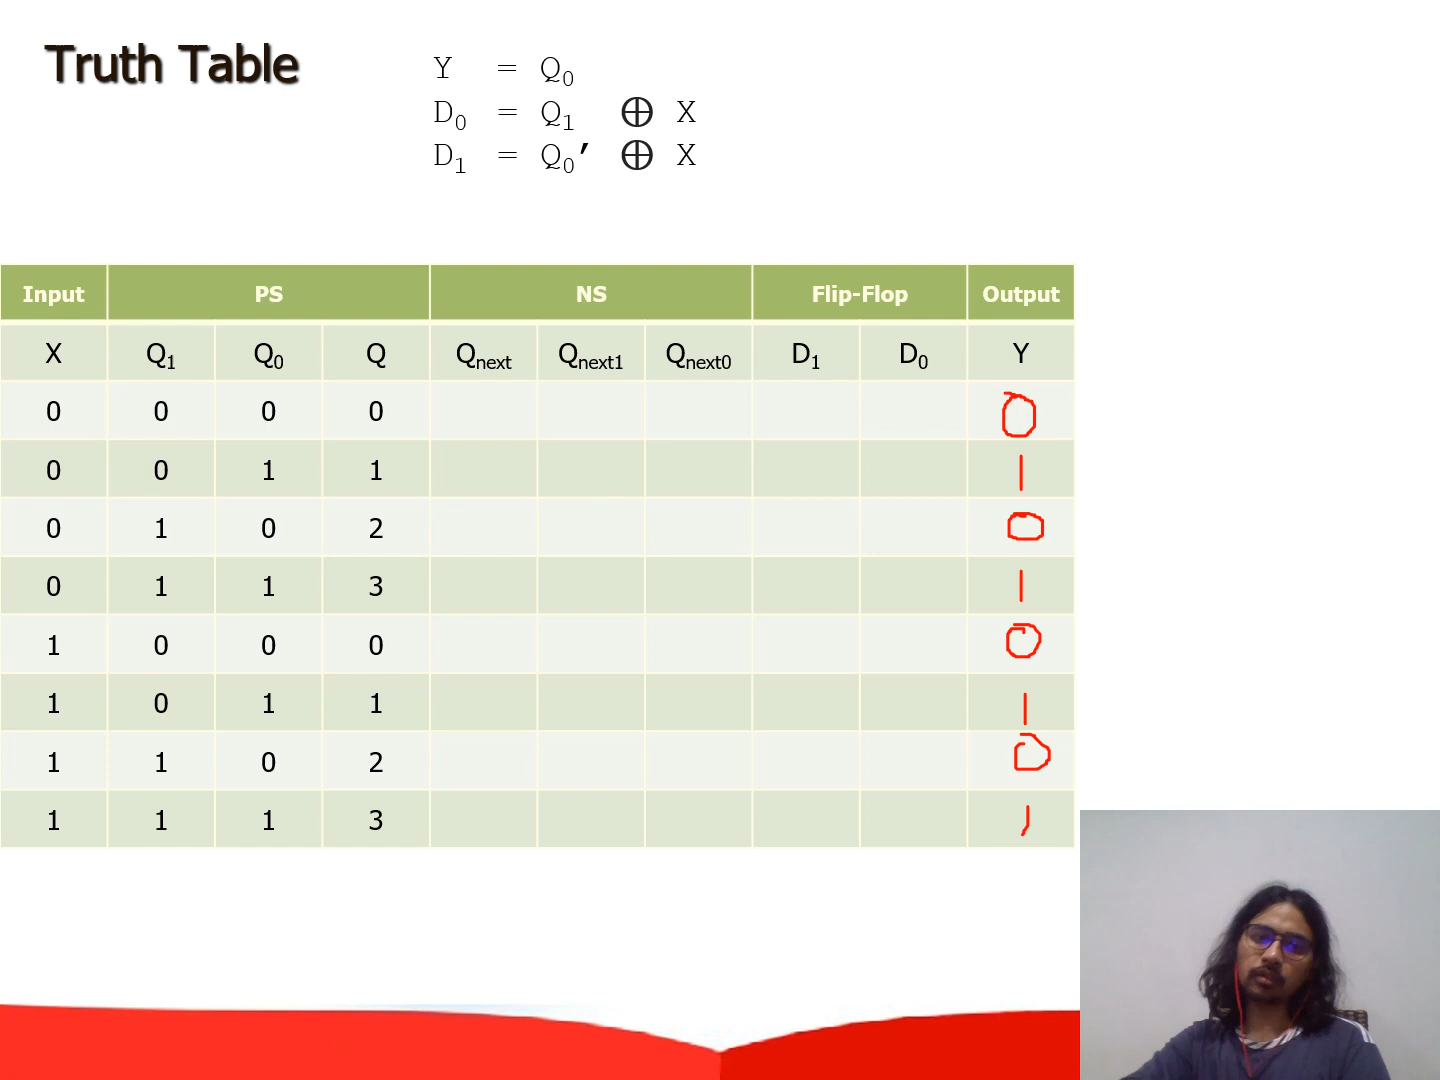 Truth Table
Y = Q₀
D₀ = Q₁ ⊕ X
D₁ = Q₀’ ⊕ X
Input PS NS Flip-Flop Output
X Q₁ Q₀ Q Qnext Qnext1 Qnext0 D₁ D₀ Y
0 0 0 0 0
0 0 1 1 1
0 1 0 2 0
0 1 1 3 1
1 0 0 0 0
1 0 1 1 1
1 1 0 2 0
1 1 1 3 1